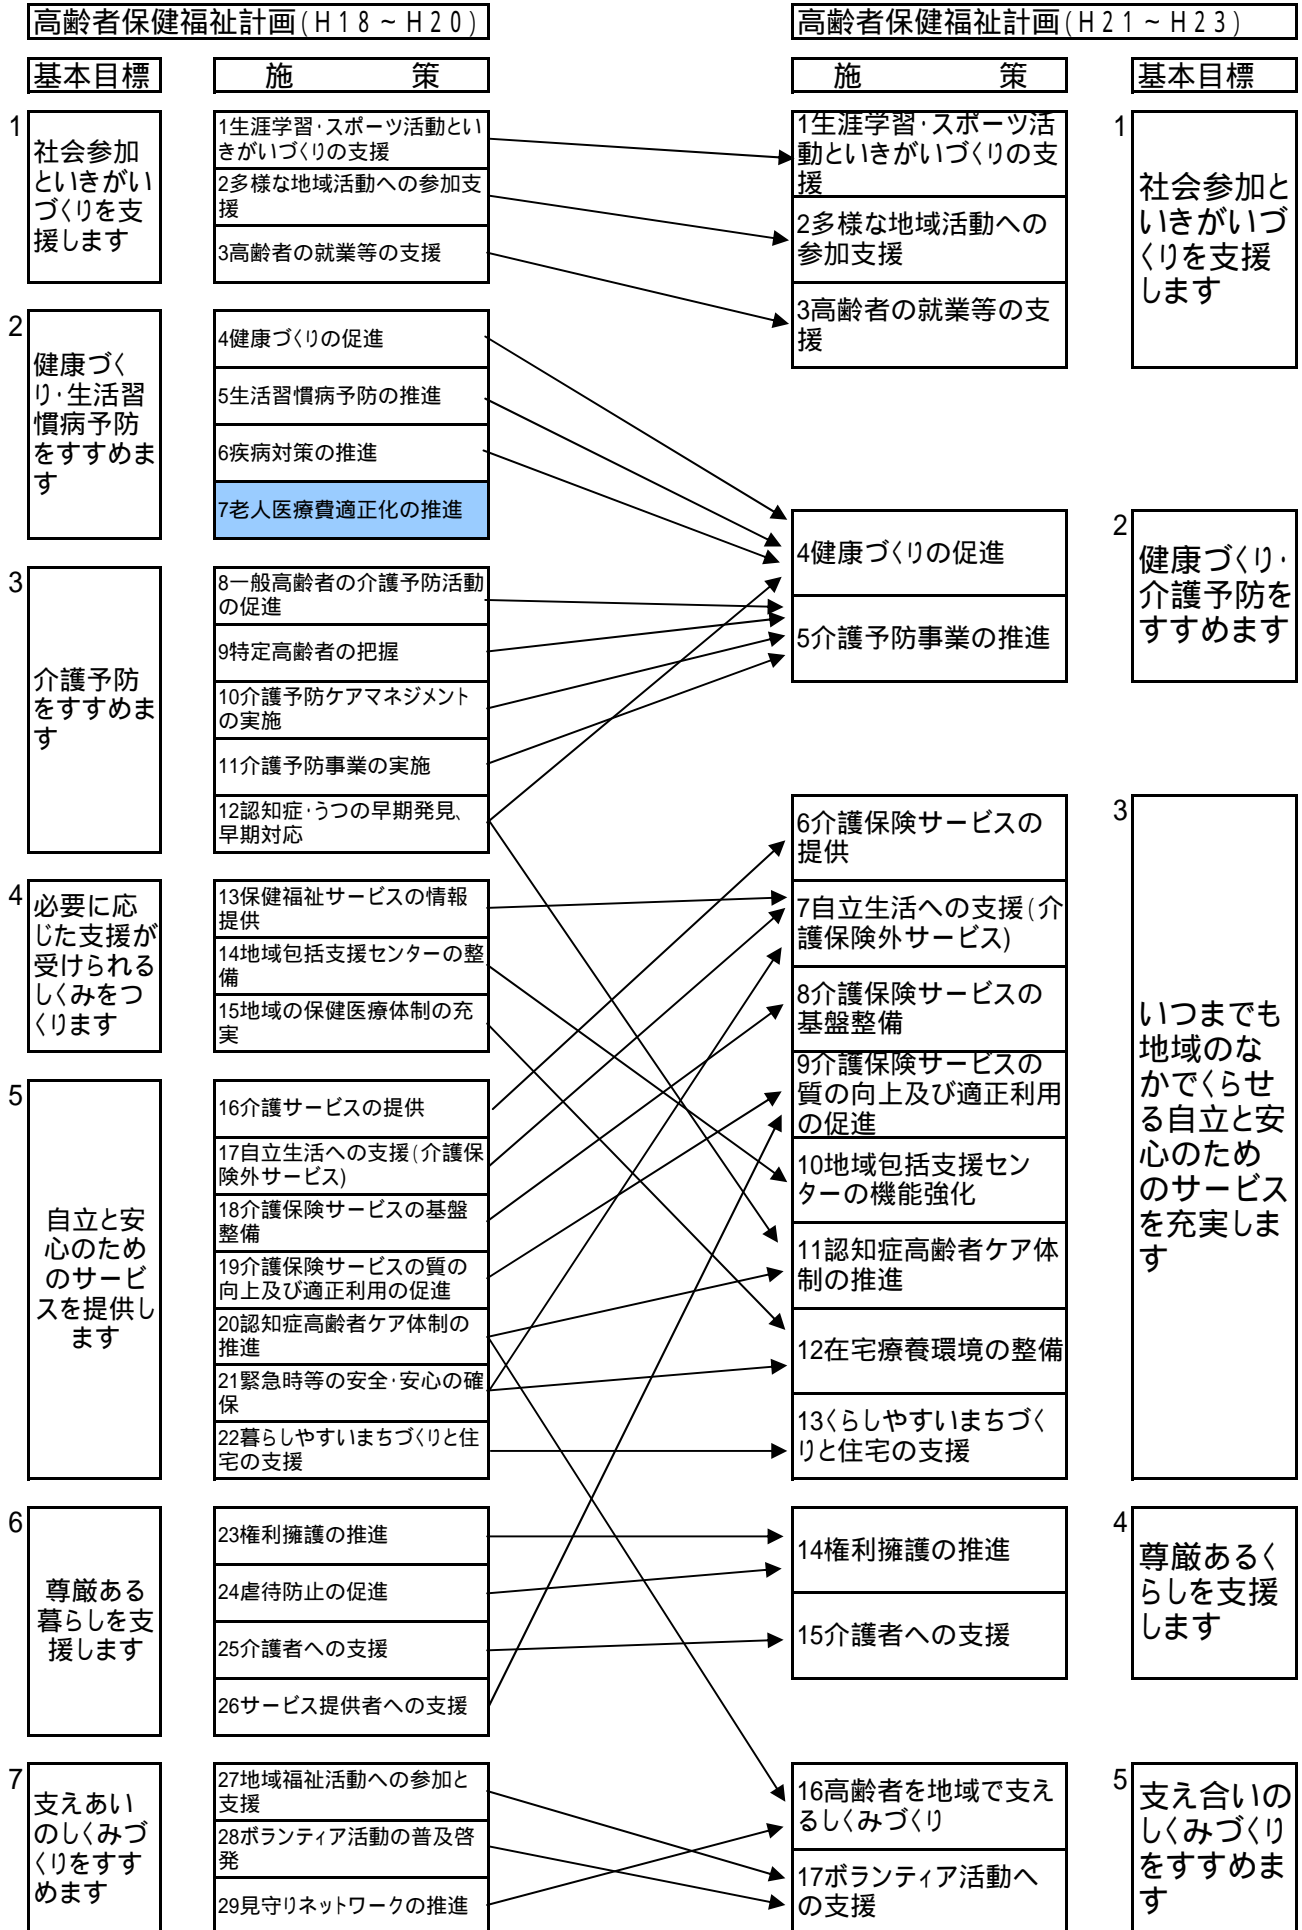 高齢者保健福祉計画(H18～H20)
基本目標
施　　　策
1
社会参加
といきがい
づくりを支
援します
1生涯学習･スポーツ活動とい
きがいづくりの支援
2多様な地域活動への参加支
援
3高齢者の就業等の支援
2
健康づく
り･生活習
慣病予防
をすすめま
す
4健康づくりの促進
5生活習慣病予防の推進
6疾病対策の推進
7老人医療費適正化の推進
3
介護予防
をすすめま
す
8一般高齢者の介護予防活動
の促進
9特定高齢者の把握
10介護予防ケアマネジメント
の実施
11介護予防事業の実施
12認知症･うつの早期発見、
早期対応
4
必要に応
じた支援が
受けられる
しくみをつ
くります
13保健福祉サービスの情報
提供
14地域包括支援センターの整
備
15地域の保健医療体制の充
実
5
自立と安
心のため
のサービ
スを提供し
ます
16介護サービスの提供
17自立生活への支援(介護保
険外サービス)
18介護保険サービスの基盤
整備
19介護保険サービスの質の
向上及び適正利用の促進
20認知症高齢者ケア体制の
推進
21緊急時等の安全･安心の確
保
22暮らしやすいまちづくりと住
宅の支援
6
尊厳ある
暮らしを支
援します
23権利擁護の推進
24虐待防止の促進
25介護者への支援
26サービス提供者への支援
7
支えあい
のしくみづ
くりをすす
めます
27地域福祉活動への参加と
支援
28ボランティア活動の普及啓
発
29見守りネットワークの推進
高齢者保健福祉計画(H21～H23)
施　　　策
基本目標
1生涯学習･スポーツ活
動といきがいづくりの支
援
2多様な地域活動への
参加支援
3高齢者の就業等の支
援
1
社会参加と
いきがいづ
くりを支援
します
4健康づくりの促進
5介護予防事業の推進
2
健康づくり･
介護予防を
すすめます
6介護保険サービスの
提供
7自立生活への支援(介
護保険外サービス)
8介護保険サービスの
基盤整備
9介護保険サービスの
質の向上及び適正利用
の促進
10地域包括支援セン
ターの機能強化
11認知症高齢者ケア体
制の推進
12在宅療養環境の整備
13くらしやすいまちづく
りと住宅の支援
3
いつまでも
地域のな
かでくらせ
る自立と安
心のため
のサービス
を充実しま
す
14権利擁護の推進
15介護者への支援
4
尊厳あるく
らしを支援
します
16高齢者を地域で支え
るしくみづくり
17ボランティア活動へ
の支援
5
支え合いの
しくみづくり
をすすめま
す